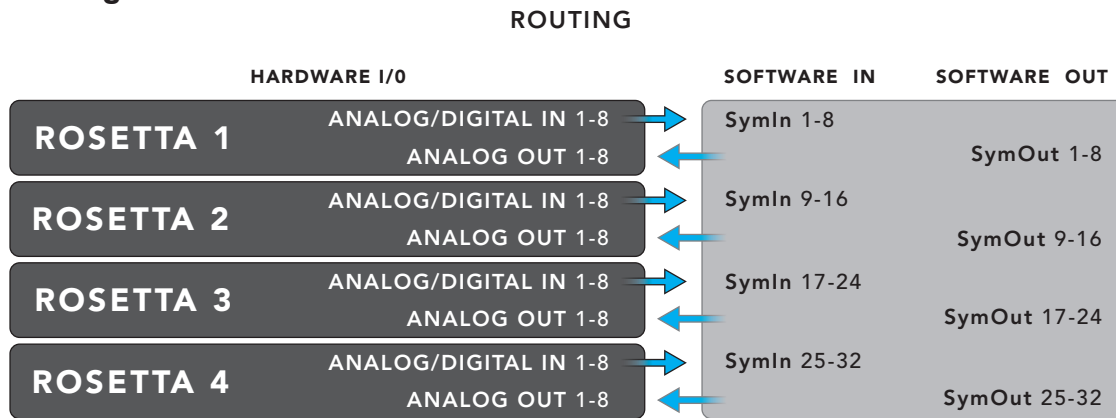 ROUTING
HARDWARE I/0 SOFTWARE IN SOFTWARE OUT
ROSETTA 1 ANALOG/DIGITAL IN 1-8 SymIn 1-8
ANALOG OUT 1-8 SymOut 1-8
ROSETTA 2 ANALOG/DIGITAL IN 1-8 SymIn 9-16
ANALOG OUT 1-8 SymOut 9-16
ROSETTA 3 ANALOG/DIGITAL IN 1-8 SymIn 17-24
ANALOG OUT 1-8 SymOut 17-24
ROSETTA 4 ANALOG/DIGITAL IN 1-8 SymIn 25-32
ANALOG OUT 1-8 SymOut 25-32